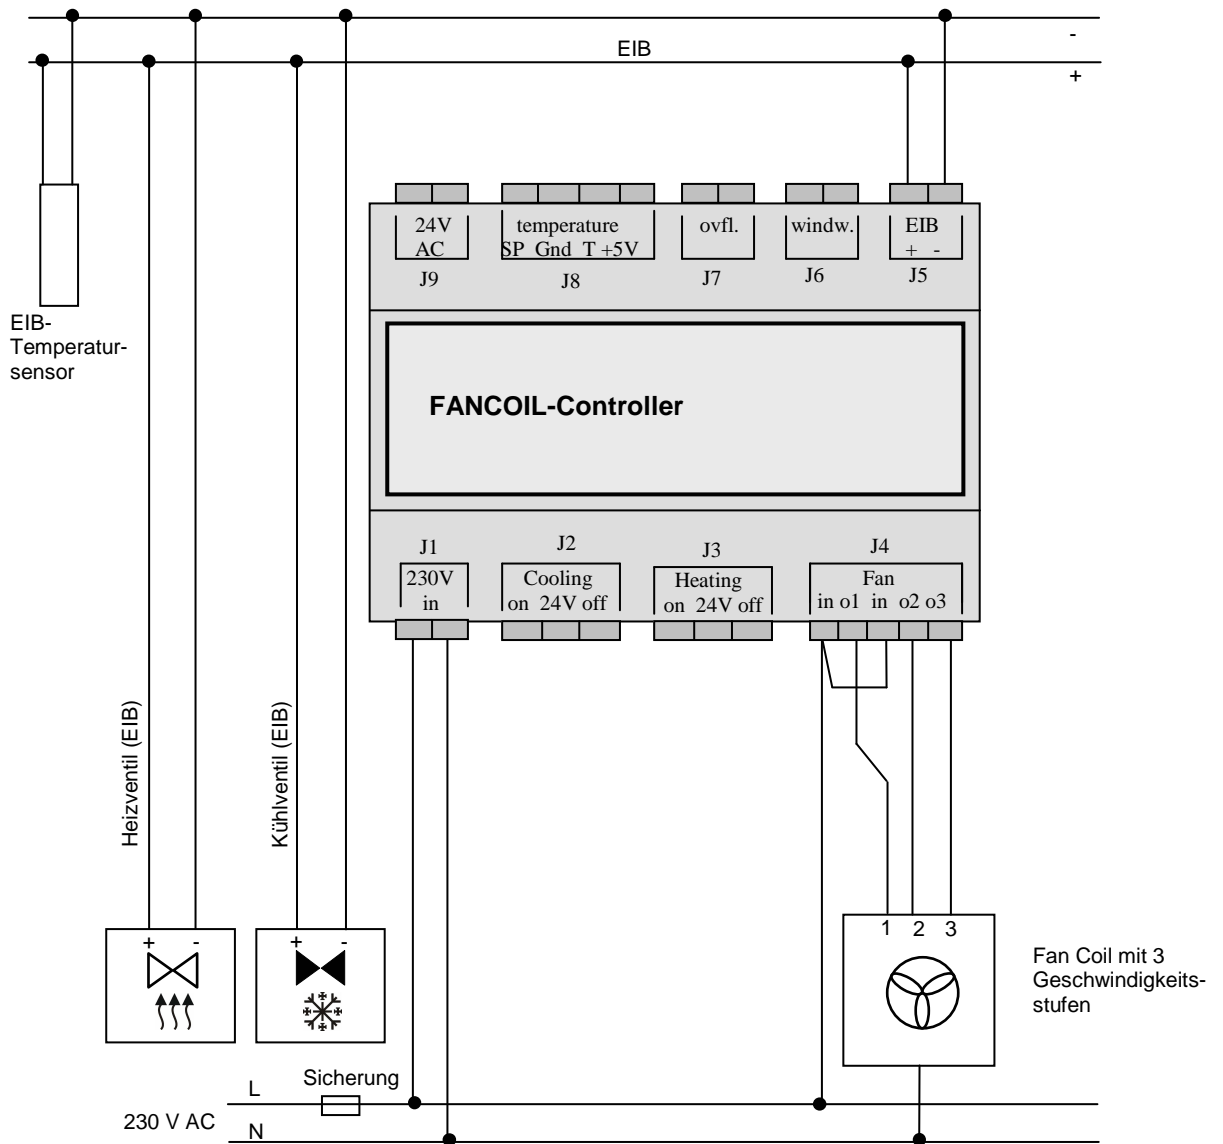 -
EIB
+
24V
AC
J9
temperature
SP Gnd T +5V
J8
ovfl.
J7
windw.
J6
EIB
+ -
J5
EIB-
Temperatur-
sensor
FANCOIL-Controller
J1
230V
in
J2
Cooling
on 24V off
J3
Heating
on 24V off
J4
Fan
in o1 in o2 o3
Heizventil (EIB)
Kühlventil (EIB)
+ -
+ -
1 2 3
Fan Coil mit 3
Geschwindigkeits-
stufen
Sicherung
L
230 V AC
N